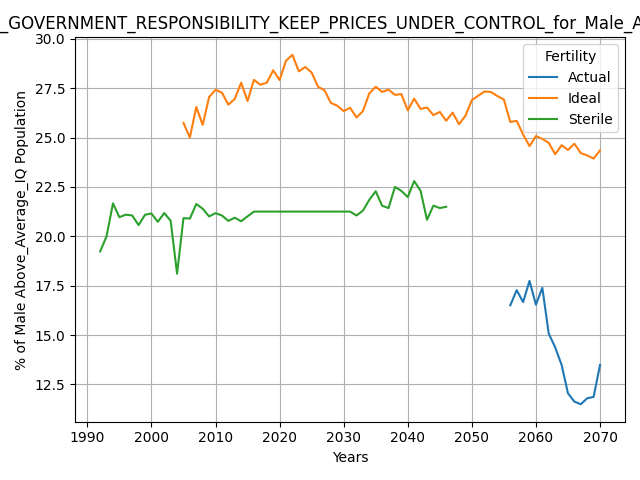 _GOVERNMENT_RESPONSIBILITY_KEEP_PRICES_UNDER_CONTROL_for_Male_A
Fertility
Actual
Ideal
Sterile
% of Male Above_Average_IQ Population
30.0
27.5
25.0
22.5
20.0
17.5
15.0
12.5
1990 2000 2010 2020 2030 2040 2050 2060 2070
Years